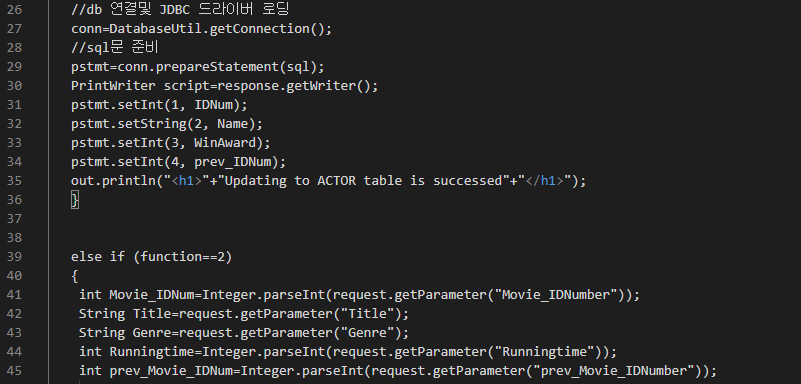 26 //db 연결및 JDBC 드라이버 로딩
27 conn=DatabaseUtil.getConnection();
28 //sql문 준비
29 pstmt=conn.prepareStatement(sql);
30 PrintWriter script=response.getWriter();
31 pstmt.setInt(1, IDNum);
32 pstmt.setString(2, Name);
33 pstmt.setInt(3, WinAward);
34 pstmt.setInt(4, prev_IDNum);
35 out.println("<h1>"+"Updating to ACTOR table is successed"+"</h1>");
36 }
37
38
39 else if (function==2)
40 {
41 int Movie_IDNum=Integer.parseInt(request.getParameter("Movie_IDNumber"));
42 String Title=request.getParameter("Title");
43 String Genre=request.getParameter("Genre");
44 int Runningtime=Integer.parseInt(request.getParameter("Runningtime"));
45 int prev_Movie_IDNum=Integer.parseInt(request.getParameter("prev_Movie_IDNumber"));